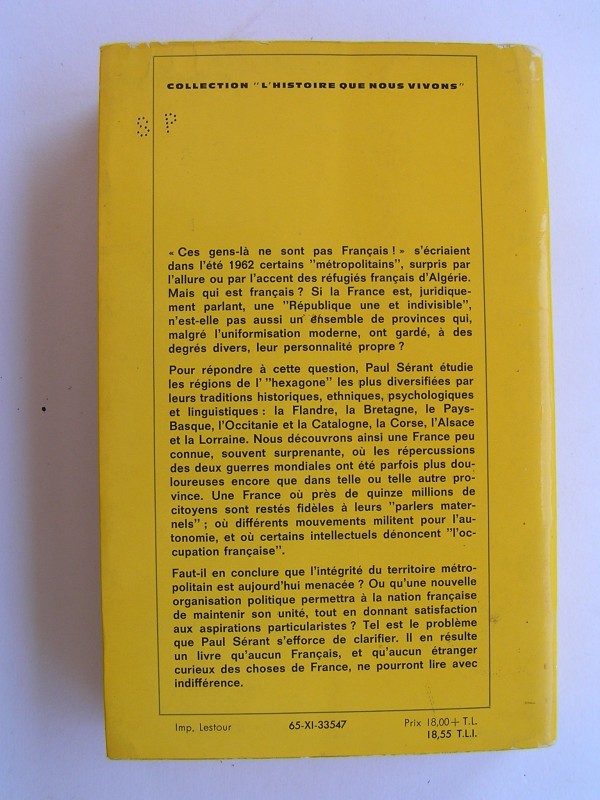 COLLECTION "L'HISTOIRE QUE NOUS VIVONS"
S P
« Ces gens-là ne sont pas Français ! » s'écriaient
dans l'été 1962 certains "métropolitains", surpris par
l'allure ou par l'accent des réfugiés français d'Algérie.
Mais qui est français ? Si la France est, juridique-
ment parlant, une "République une et indivisible",
n'est-elle pas aussi un ensemble de provinces qui,
malgré l'uniformisation moderne, ont gardé, à des
degrés divers, leur personnalité propre ?
Pour répondre à cette question, Paul Sérant étudie
les régions de l' "hexagone" les plus diversifiées par
leurs traditions historiques, ethniques, psychologiques
et linguistiques : la Flandre, la Bretagne, le Pays-
Basque, l'Occitanie et la Catalogne, la Corse, l'Alsace
et la Lorraine. Nous découvrons ainsi une France peu
connue, souvent surprenante, où les répercussions
des deux guerres mondiales ont été parfois plus dou-
loureuses encore que dans telle ou telle autre pro-
vince. Une France où près de quinze millions de
citoyens sont restés fidèles à leurs "parlers mater-
nels" ; où différents mouvements militent pour l'au-
tonomie, et où certains intellectuels dénoncent "l'oc-
cupation française".
Faut-il en conclure que l'intégrité du territoire métro-
politain est aujourd'hui menacée ? Ou qu'une nouvelle
organisation politique permettra à la nation française
de maintenir son unité, tout en donnant satisfaction
aux aspirations particularistes ? Tel est le problème
que Paul Sérant s'efforce de clarifier. Il en résulte
un livre qu'aucun Français, et qu'aucun étranger
curieux des choses de France, ne pourront lire avec
indifférence.
Imp, Lestour 65-XI-33547 Prix 18,00 + T.L.
18,55 T.L.I.